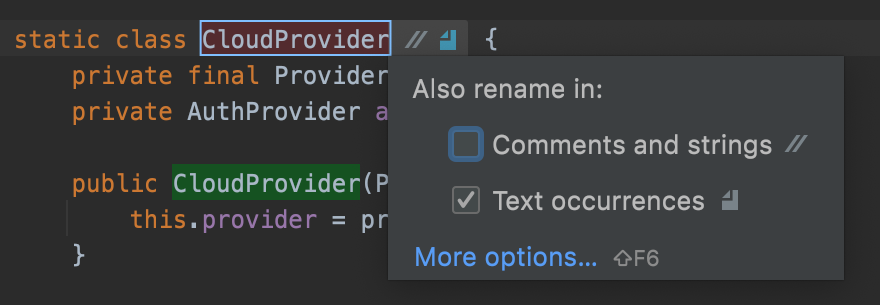 static class CloudProvider // {
private final Provider
private AuthProvider a
Also rename in:
Comments and strings //
public CloudProvider(P
Text occurrences
this.provider = pr
}
More options... ⇧F6